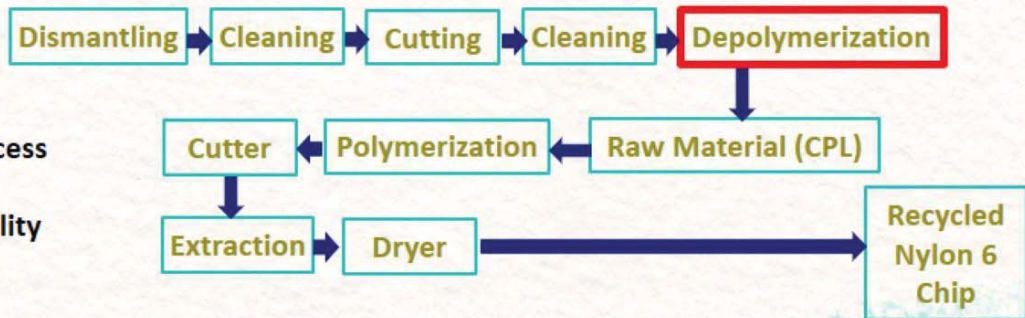 Dismantling Cleaning Cutting Cleaning Depolymerization
cess Cutter Polymerization Raw Material (CPL)
lity
Extraction Dryer
Recycled
Nylon 6
Chip